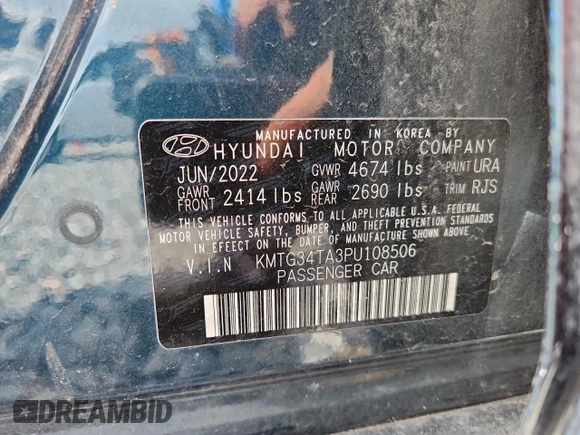 MANUFACTURED IN KOREA BY
HYUNDAI MOTOR COMPANY
JUN/2022 GVWR 4674 lbs PAINT URA
GAWR FRONT 2414 lbs GAWR REAR 2690 lbs TRIM RJS
THIS VEHICLE CONFORMS TO ALL APPLICABLE U.S.A. FEDERAL
MOTOR VEHICLE SAFETY, BUMPER, AND THEFT PREVENTION STANDARDS
IN EFFECT ON THE DATE OF MANUFACTURE SHOWN ABOVE.
V.I.N KMTG34TA3PU108506
PASSENGER CAR
DREAMBID